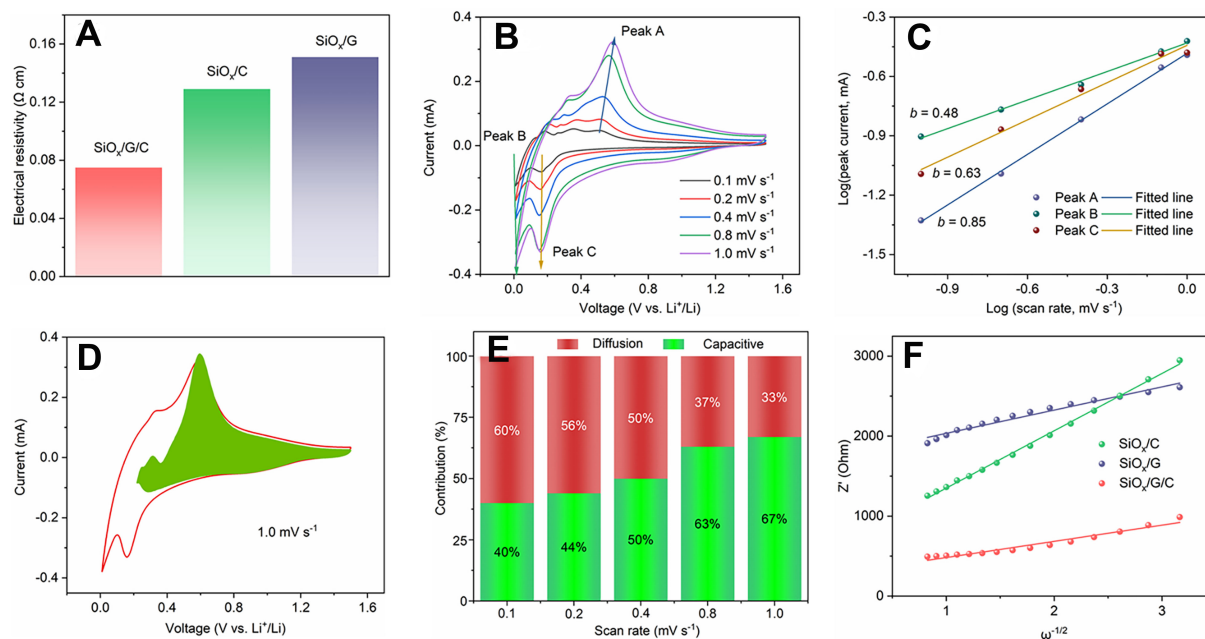 A
Electrical resistivity (Ω cm)
0.16
0.12
0.08
0.04
0.00
SiOx/G/C
SiOx/C
SiOx/G
B
Current (mA)
0.4
0.2
0.0
-0.2
-0.4
Peak A
Peak B
Peak C
0.1 mV s-1
0.2 mV s-1
0.4 mV s-1
0.8 mV s-1
1.0 mV s-1
0.0 0.4 0.8 1.2 1.6
Voltage (V vs. Li+/Li)
C
Log(peak current, mA)
-0.3
-0.6
-0.9
-1.2
-1.5
b = 0.48
b = 0.63
b = 0.85
Peak A Fitted line
Peak B Fitted line
Peak C Fitted line
-0.9 -0.6 -0.3 0.0
Log (scan rate, mV s-1)
D
Current (mA)
0.4
0.2
0.0
-0.2
-0.4
1.0 mV s-1
0.0 0.4 0.8 1.2 1.6
Voltage (V vs. Li+/Li)
E
Diffusion Capacitive
Contribution (%)
100
75
50
25
0
60% 56% 50% 37% 33%
40% 44% 50% 63% 67%
0.1 0.2 0.4 0.8 1.0
Scan rate (mV s-1)
F
Z' (Ohm)
3000
2000
1000
0
SiOx/C
SiOx/G
SiOx/G/C
1 2 3
ω-1/2